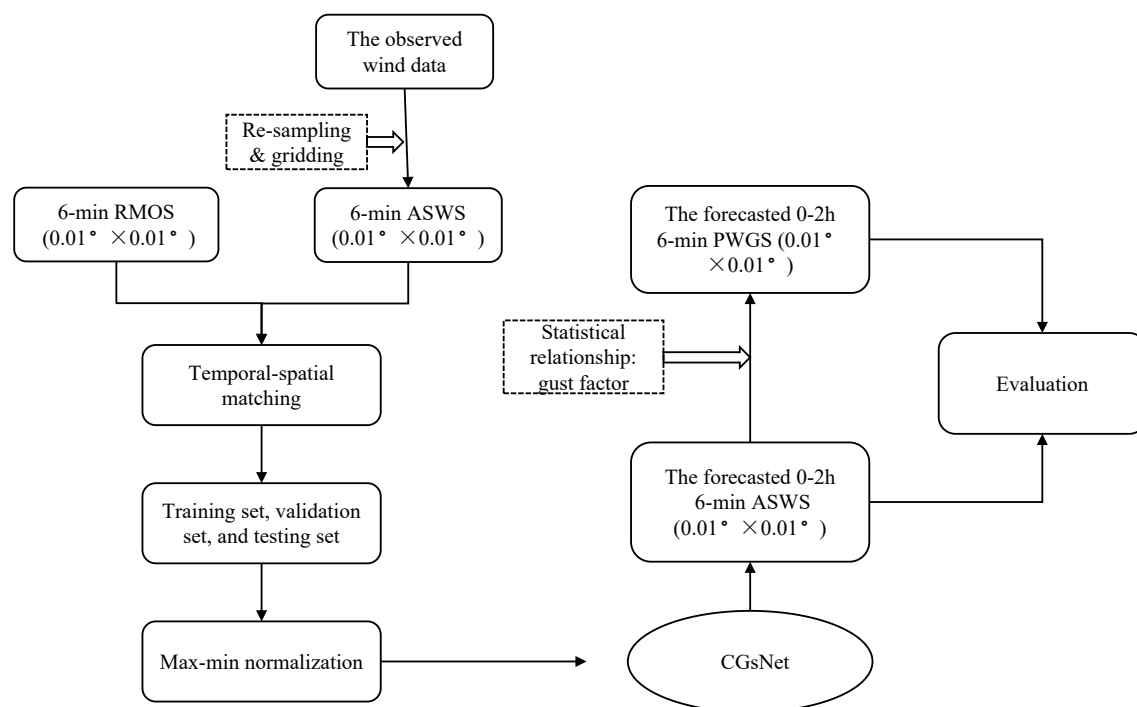 The observed
wind data
Re-sampling
& gridding
6-min RMOS
(0.01° ×0.01° )
6-min ASWS
(0.01° ×0.01° )
Temporal-spatial
matching
Training set, validation
set, and testing set
Max-min normalization
The forecasted 0-2h
6-min PWGS (0.01°
×0.01° )
Statistical
relationship:
gust factor
Evaluation
The forecasted 0-2h
6-min ASWS
(0.01° ×0.01° )
CGsNet